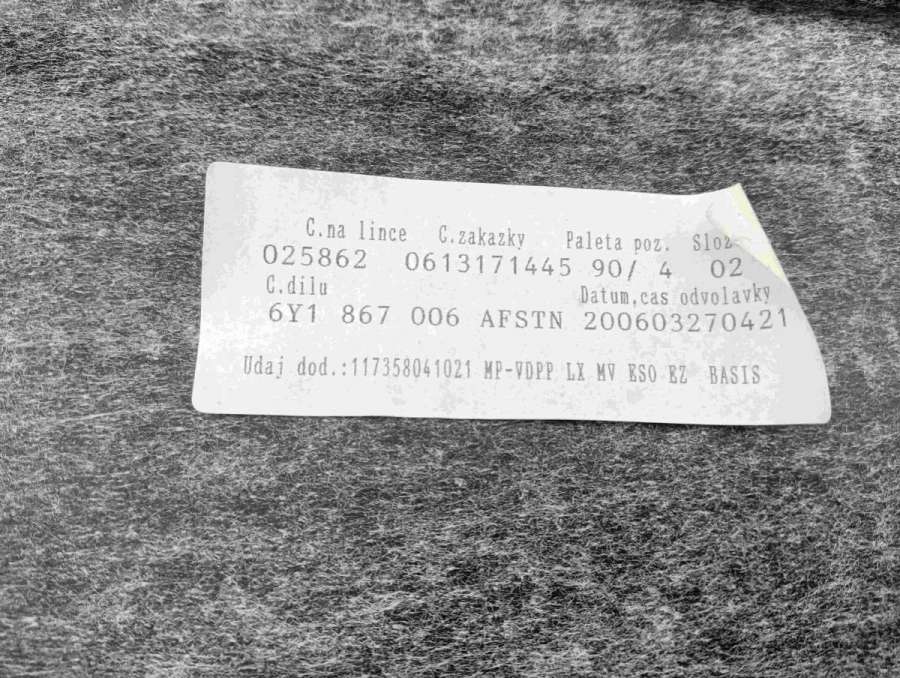 C.na lince C.zakazky Paleta poz. Sloz
025862 0613171445 90/ 4 02
C.dilu Datum,cas odvolavky
6Y1 867 006 AFSTN 200603270421
Udaj dod.:117358041021 MP-VDPP LX MV ESO EZ BASIS